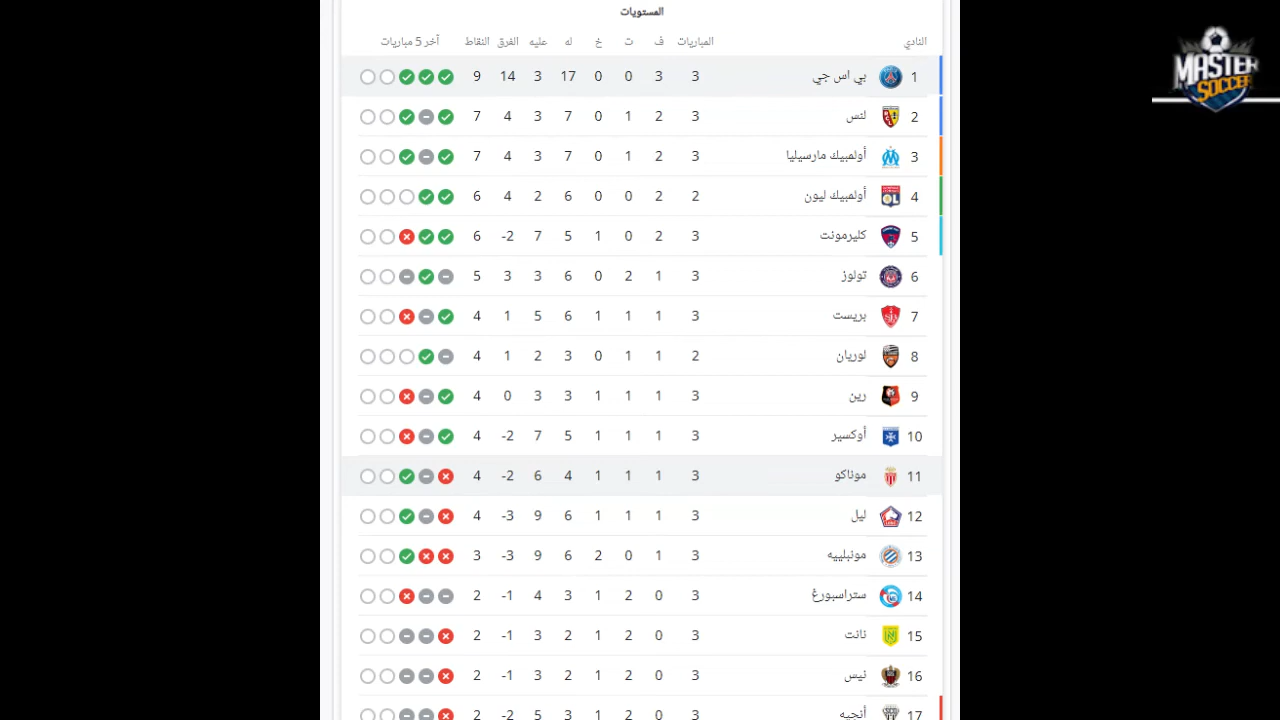 المستويات
النادي المباريات ف ت خ له عليه الفرق النقاط آخر 5 مباريات
1 بي اس جي 3 3 0 0 17 3 14 9
2 لنس 3 2 1 0 7 3 4 7
3 أولمبيك مارسيليا 3 2 1 0 7 3 4 7
4 أولمبيك ليون 2 2 0 0 6 2 4 6
5 كليرمونت 3 2 0 1 5 7 -2 6
6 تولوز 3 1 2 0 6 3 3 5
7 بريست 3 1 1 1 6 5 1 4
8 لوريان 2 1 1 0 3 2 1 4
9 رين 3 1 1 1 3 3 0 4
10 أوكسير 3 1 1 1 5 7 -2 4
11 موناكو 3 1 1 1 4 6 -2 4
12 ليل 3 1 1 1 6 9 -3 4
13 مونبلييه 3 1 0 2 6 9 -3 3
14 ستراسبورغ 3 0 2 1 3 4 -1 2
15 نانت 3 0 2 1 2 3 -1 2
16 نيس 3 0 2 1 2 3 -1 2
17 أنجيه 3 0 2 1 3 5 -2 2
MASTER
SOCCER